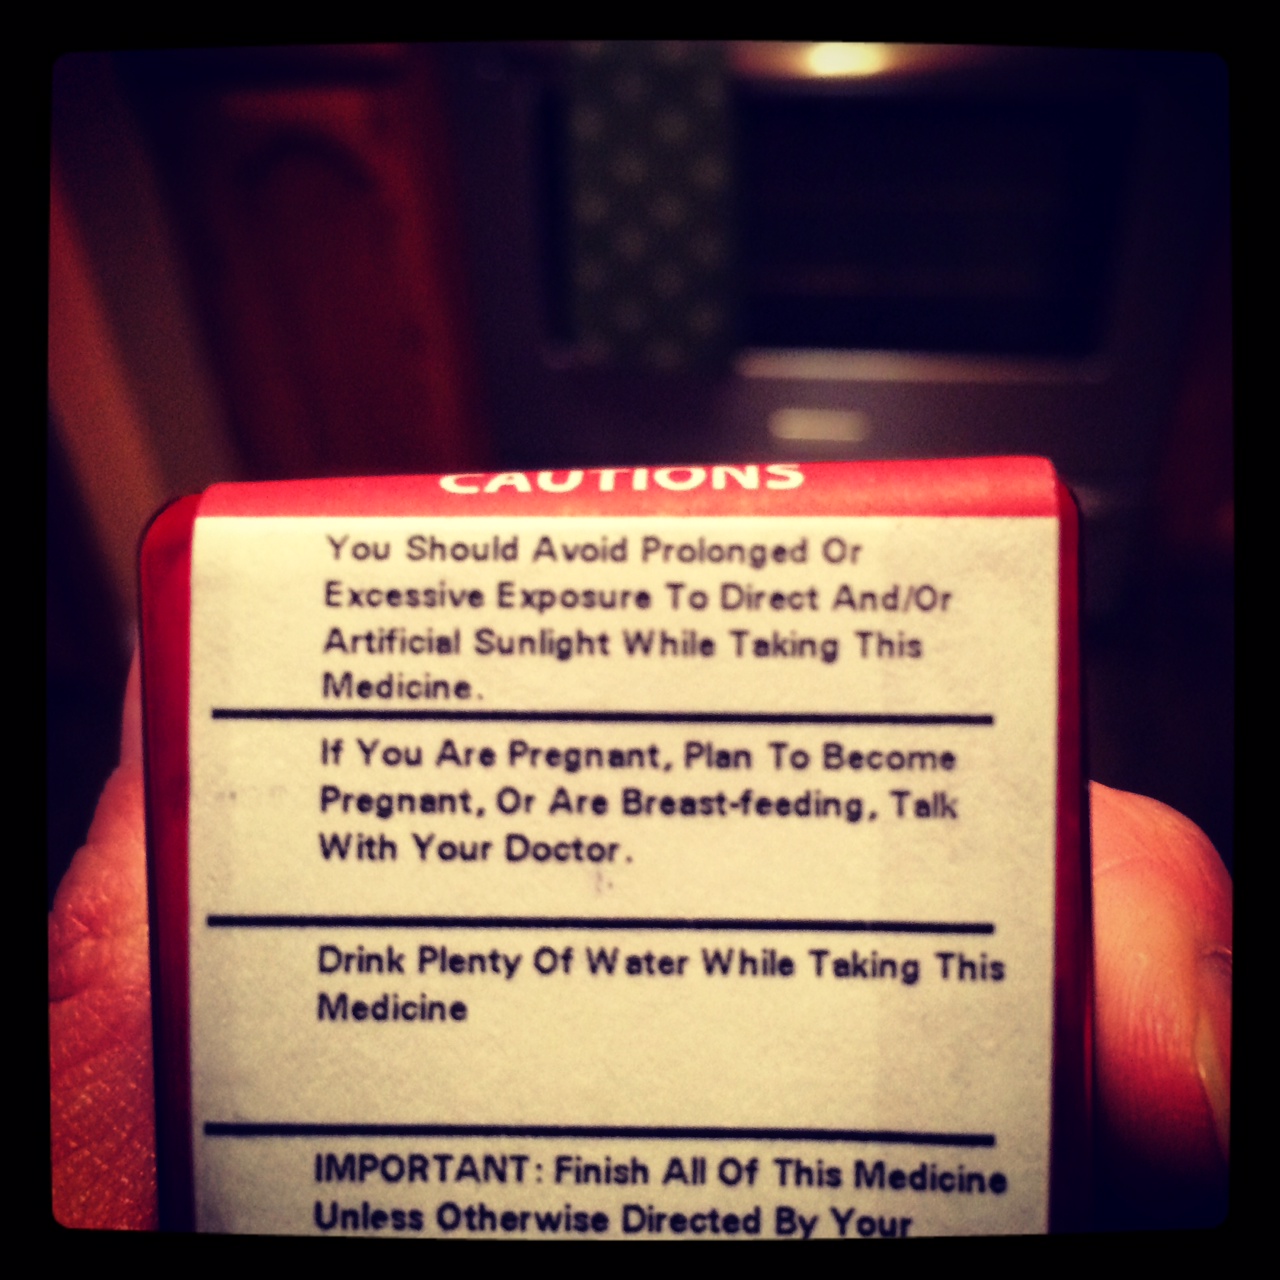 CAUTIONS
You Should Avoid Prolonged Or
Excessive Exposure To Direct And/Or
Artificial Sunlight While Taking This
Medicine.
If You Are Pregnant, Plan To Become
Pregnant, Or Are Breast-feeding, Talk
With Your Doctor.
Drink Plenty Of Water While Taking This
Medicine
IMPORTANT: Finish All Of This Medicine
Unless Otherwise Directed By Your